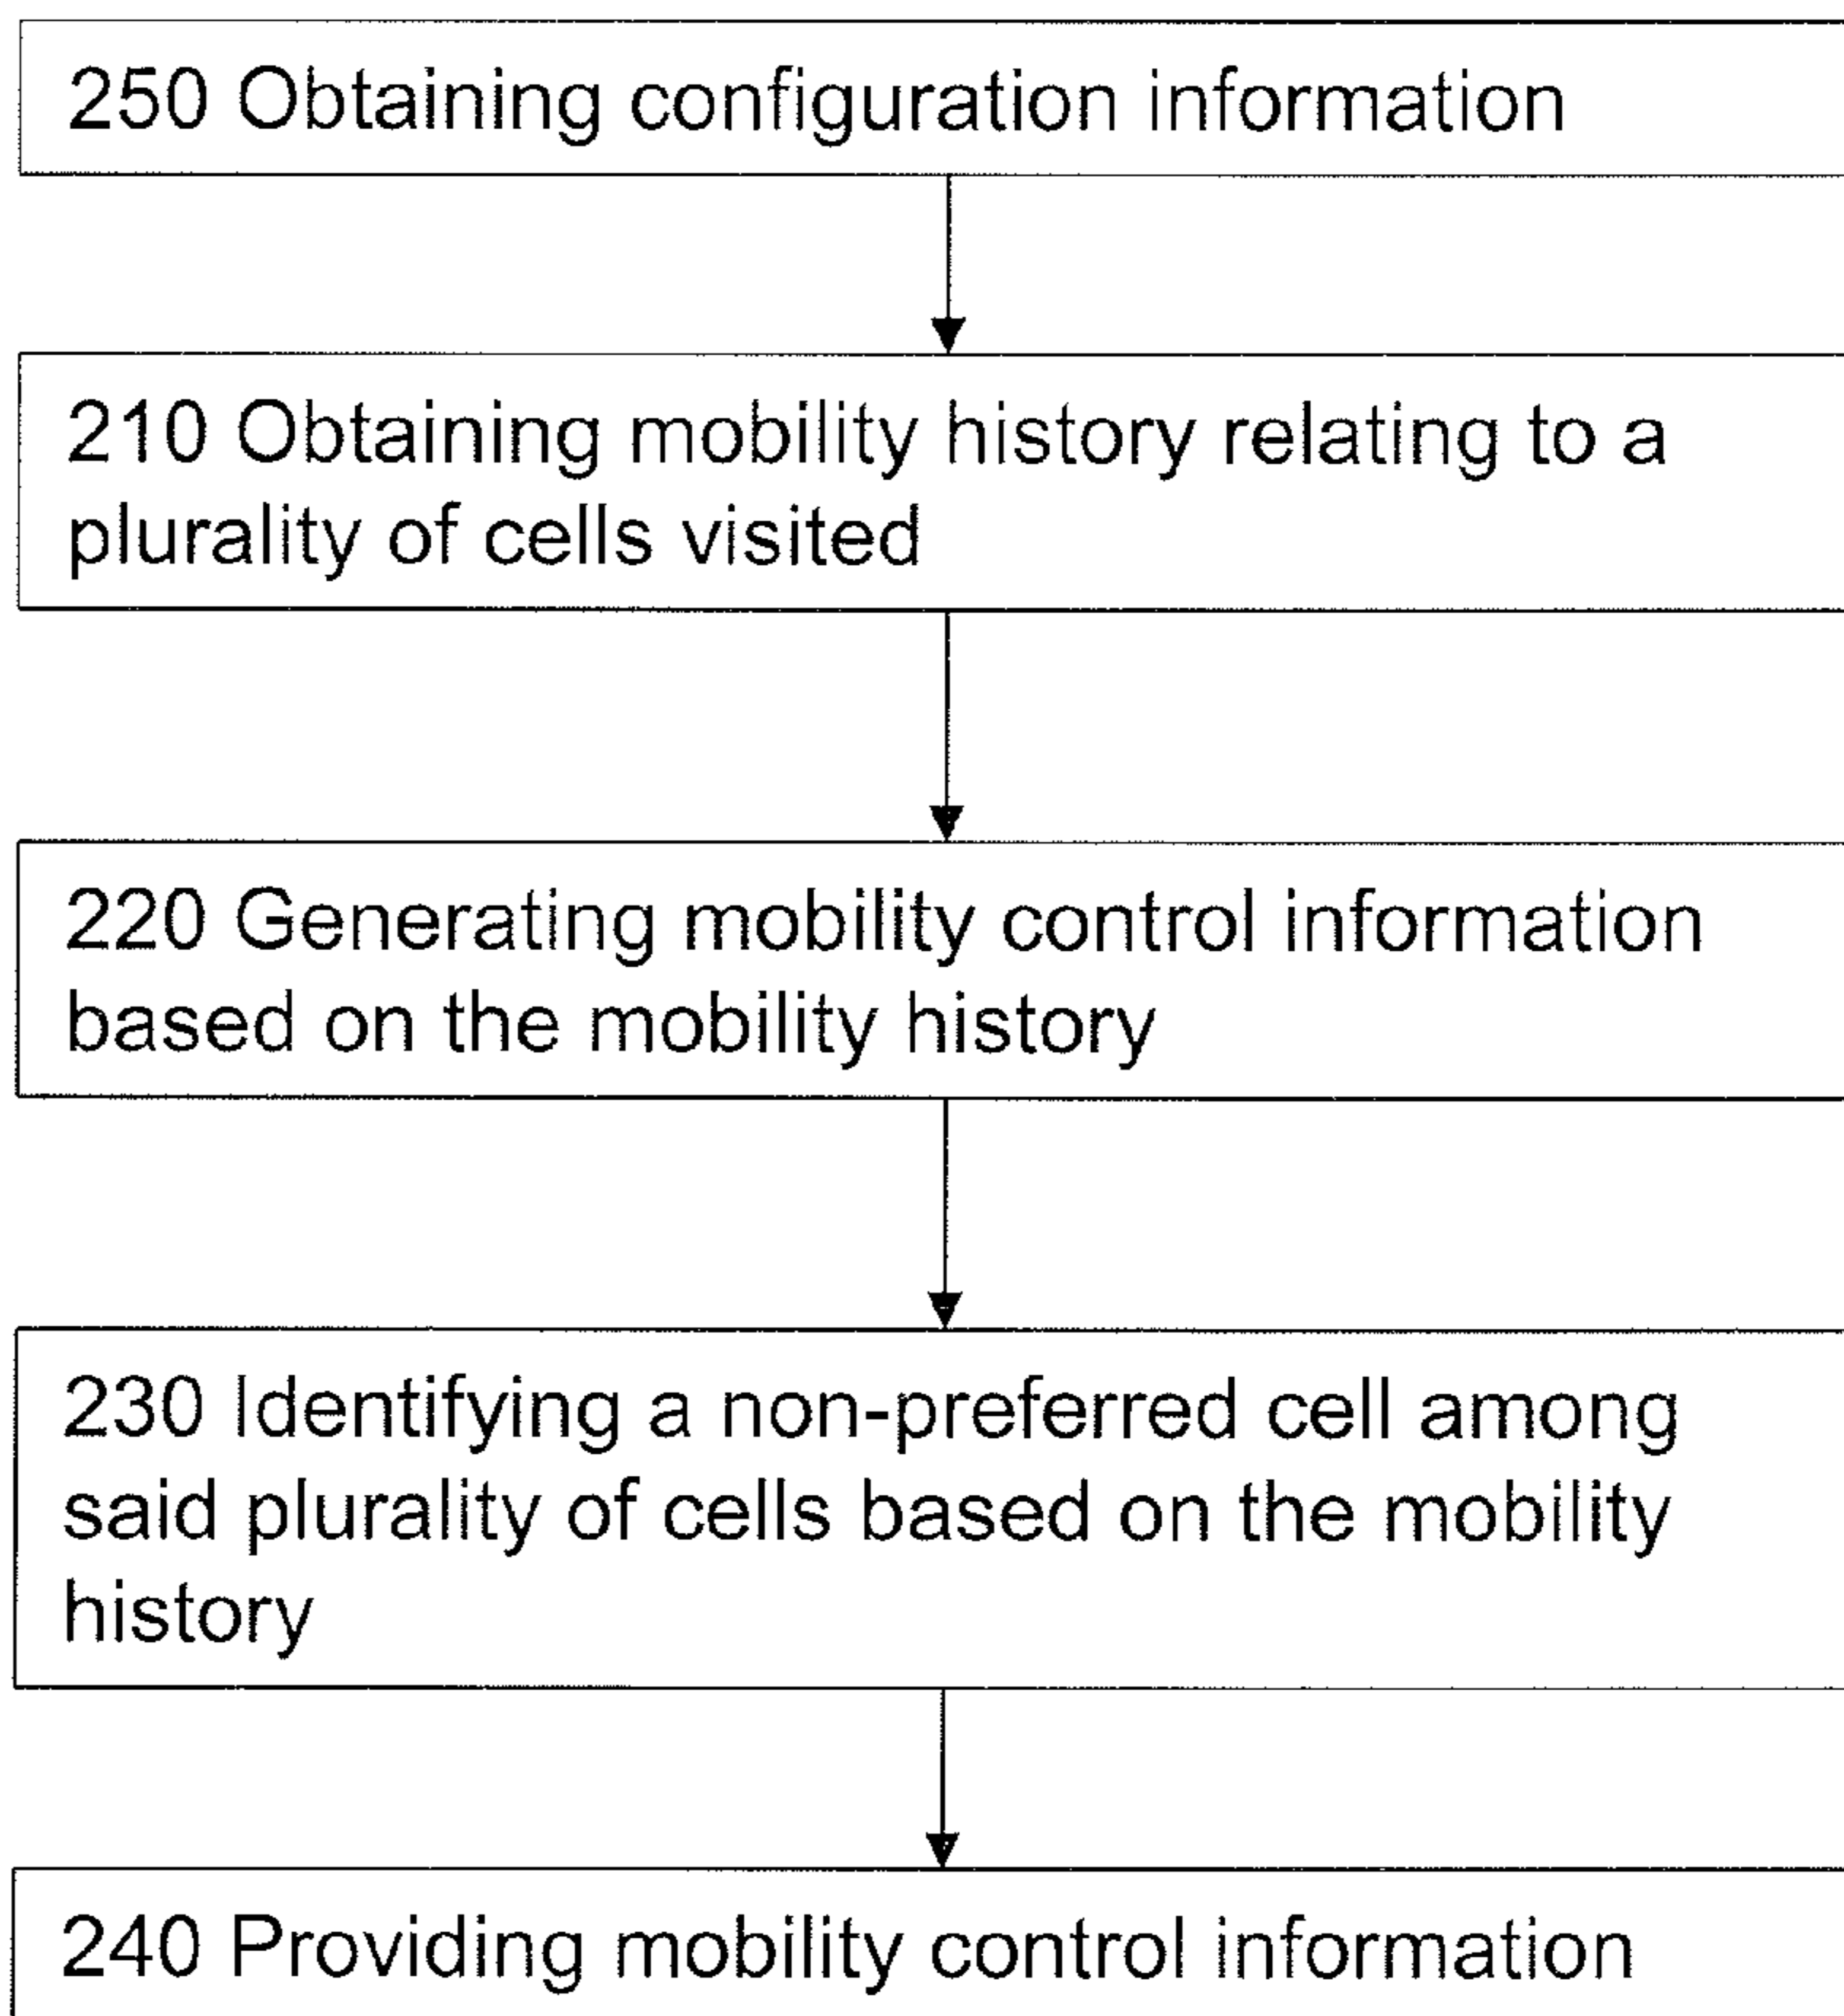 250 Obtaining configuration information
210 Obtaining mobility history relating to a
plurality of cells visited
220 Generating mobility control information
based on the mobility history
230 Identifying a non-preferred cell among
said plurality of cells based on the mobility
history
240 Providing mobility control information